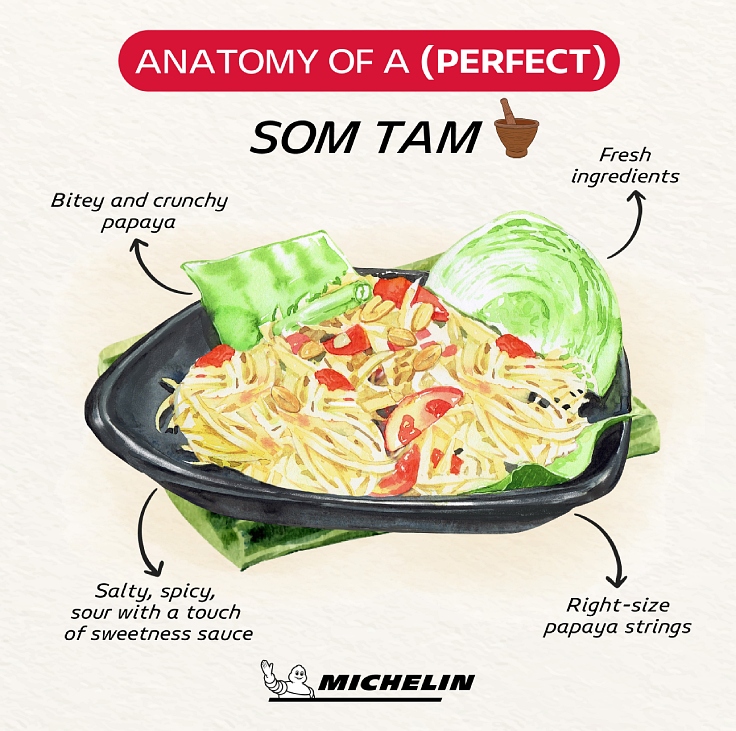 ANATOMY OF A (PERFECT)
SOM TAM
Fresh
ingredients
Bitey and crunchy
papaya
Salty, spicy,
sour with a touch
of sweetness sauce
Right-size
papaya strings
MICHELIN